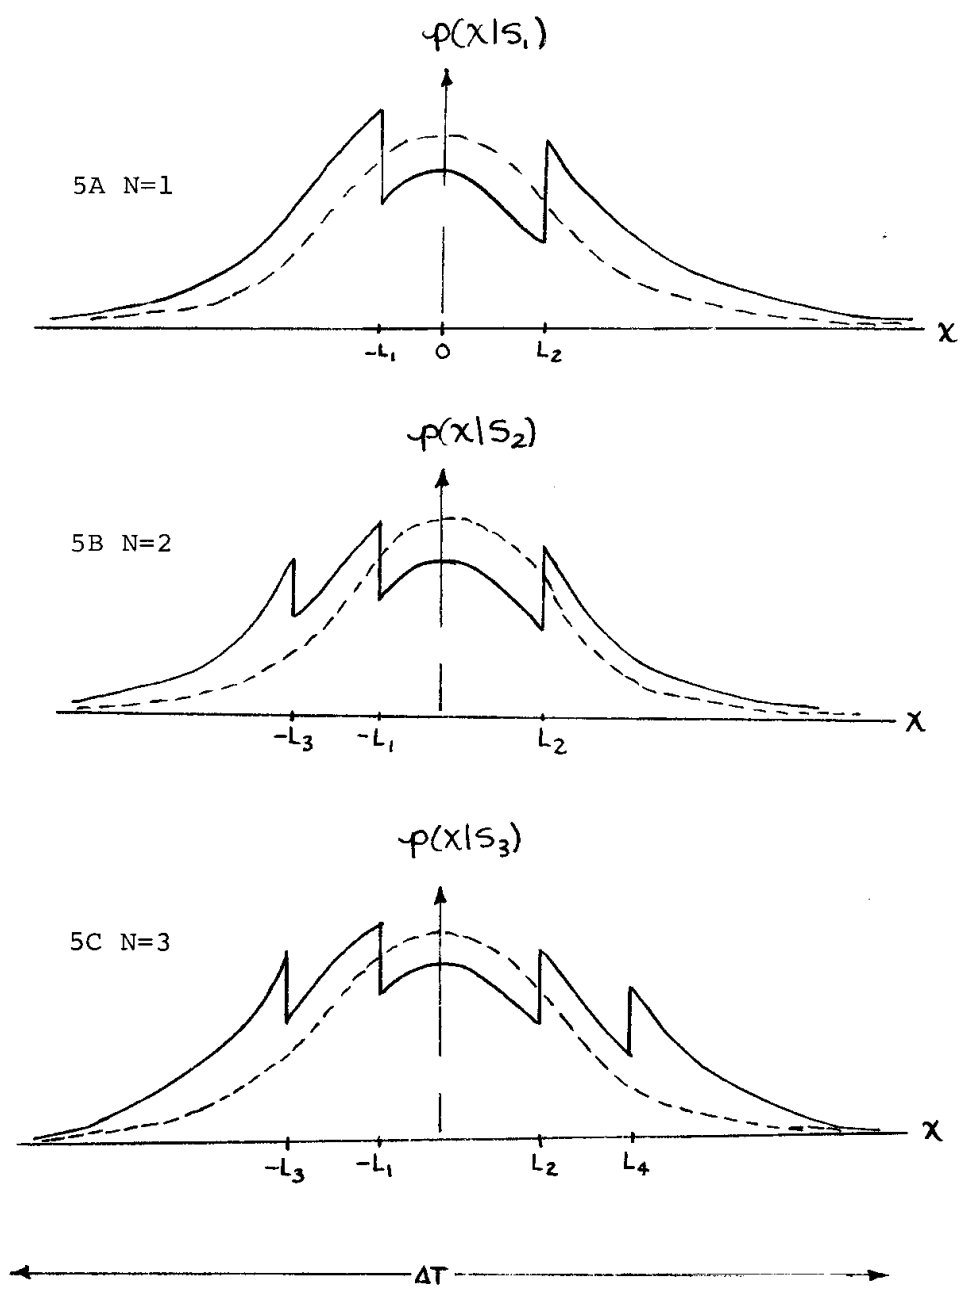 p(x|S₁)
5A N=1
-L₁ 0 L₂ x
p(x|S₂)
5B N=2
-L₃ -L₁ L₂ x
p(x|S₃)
5C N=3
-L₃ -L₁ L₂ L₄ x
ΔT